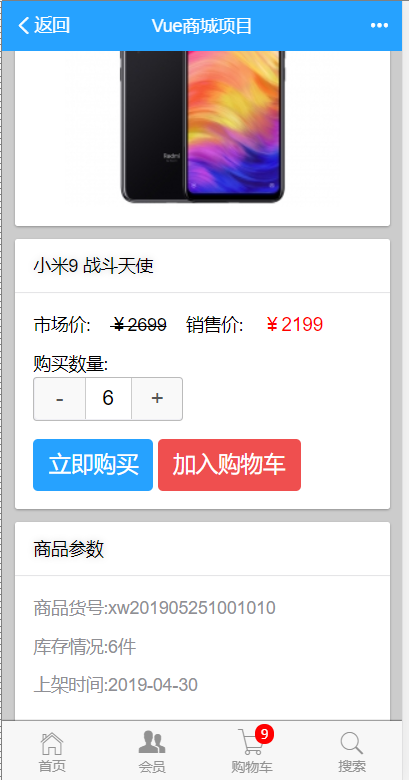 返回 Vue商城项目 •••
Redmi
小米9 战斗天使
市场价: ￥2699 销售价: ￥2199
购买数量:
- 6 +
立即购买 加入购物车
商品参数
商品货号:xw201905251001010
库存情况:6件
上架时间:2019-04-30
9
首页 会员 购物车 搜索